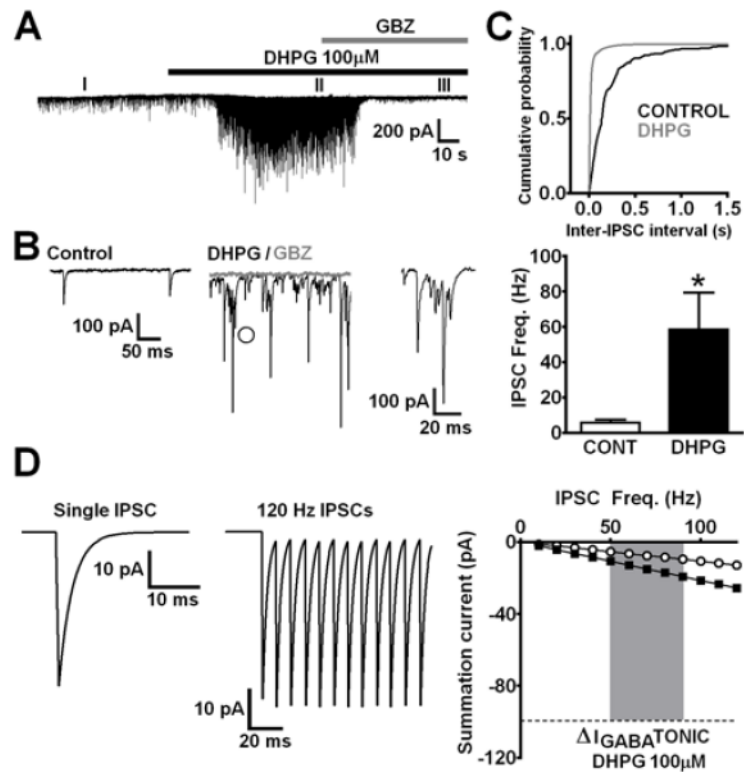 A
GBZ
DHPG 100μM
I
II
III
200 pA
10 s
B
Control
DHPG / GBZ
100 pA
50 ms
100 pA
20 ms
C
Cumulative probability
1.0
0.5
0.0
0.0 0.5 1.0 1.5
Inter-IPSC interval (s)
CONTROL
DHPG
IPSC Freq. (Hz)
100
80
60
40
20
0
*
CONT DHPG
D
Single IPSC
10 pA
10 ms
120 Hz IPSCs
10 pA
20 ms
IPSC Freq. (Hz)
0 50 100
Summation current (pA)
0
-40
-80
-120
Δ IGABATONIC
DHPG 100μM